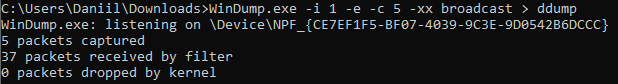 C:\Users\Daniil\Downloads>WinDump.exe -i 1 -e -c 5 -xx broadcast > ddump
WinDump.exe: listening on \Device\NPF_{CE7EF1F5-BF07-4039-9C3E-9D0542B6DCCC}
5 packets captured
37 packets received by filter
0 packets dropped by kernel